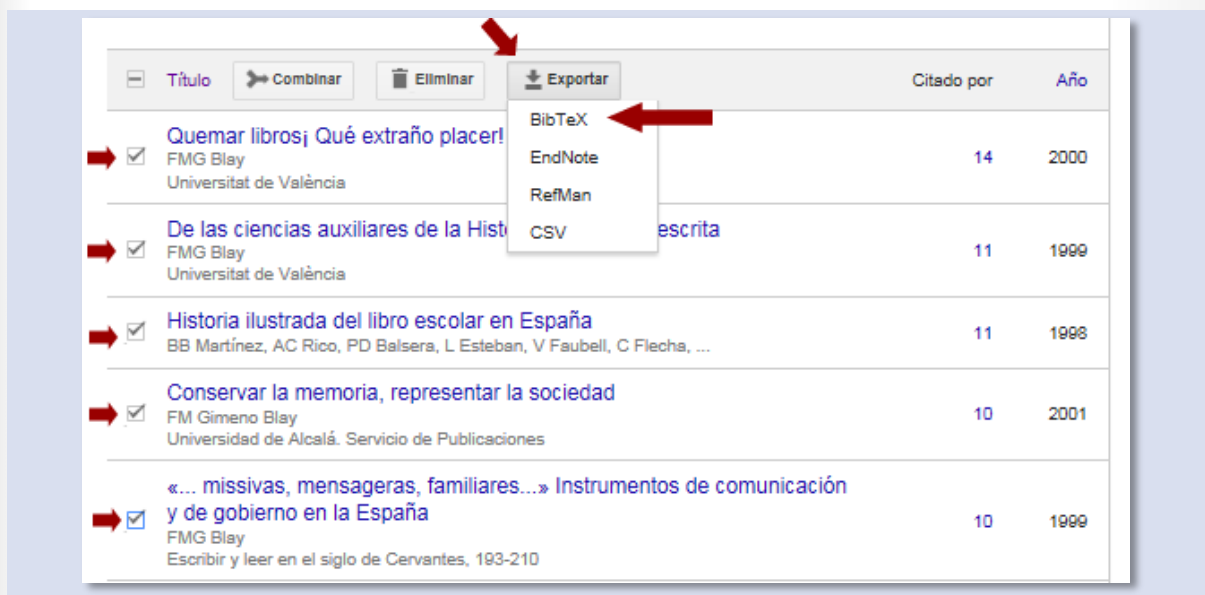 Título Combinar Eliminar Exportar Citado por Año
BibTeX
EndNote
RefMan
CSV
Quemar libros¡ Qué extraño placer!
FMG Blay 14 2000
Universitat de València
De las ciencias auxiliares de la Hist escrita
FMG Blay 11 1999
Universitat de València
Historia ilustrada del libro escolar en España
BB Martínez, AC Rico, PD Balsera, L Esteban, V Faubell, C Flecha, ... 11 1998
Conservar la memoria, representar la sociedad
FM Gimeno Blay 10 2001
Universidad de Alcalá. Servicio de Publicaciones
«... missivas, mensageras, familiares...» Instrumentos de comunicación
y de gobierno en la España 10 1999
FMG Blay
Escribir y leer en el siglo de Cervantes, 193-210